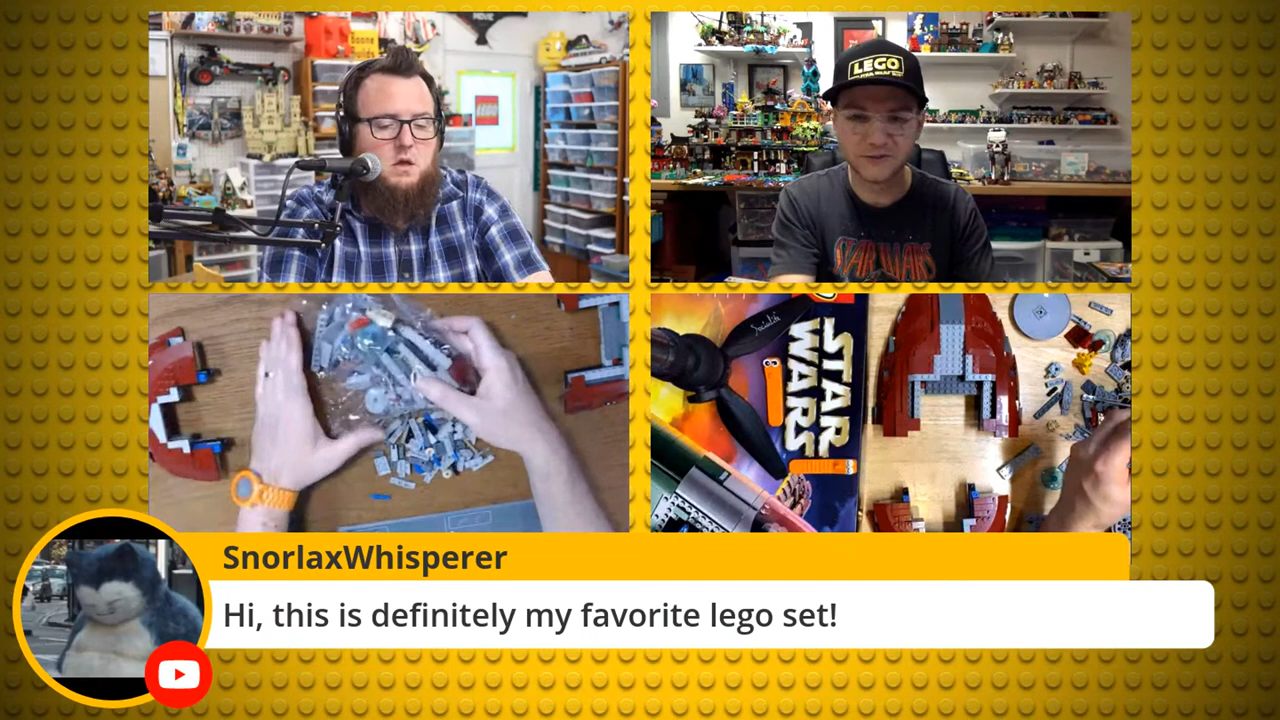 LEGO
LEGO
STAR WARS
STAR
WARS
SnorlaxWhisperer
Hi, this is definitely my favorite lego set!